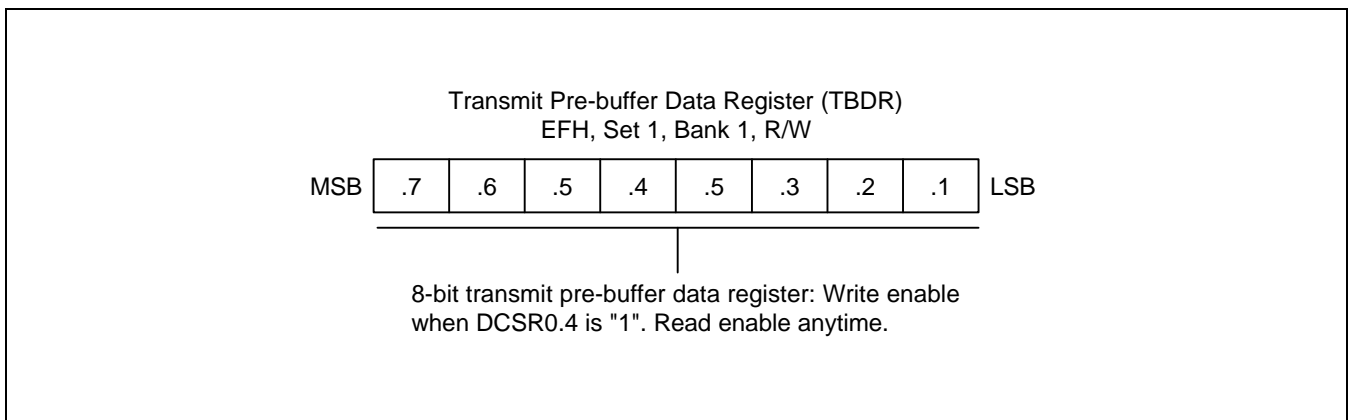 Transmit Pre-buffer Data Register (TBDR)
EFH, Set 1, Bank 1, R/W
MSB .7 .6 .5 .4 .5 .3 .2 .1 LSB
8-bit transmit pre-buffer data register: Write enable
when DCSR0.4 is "1". Read enable anytime.